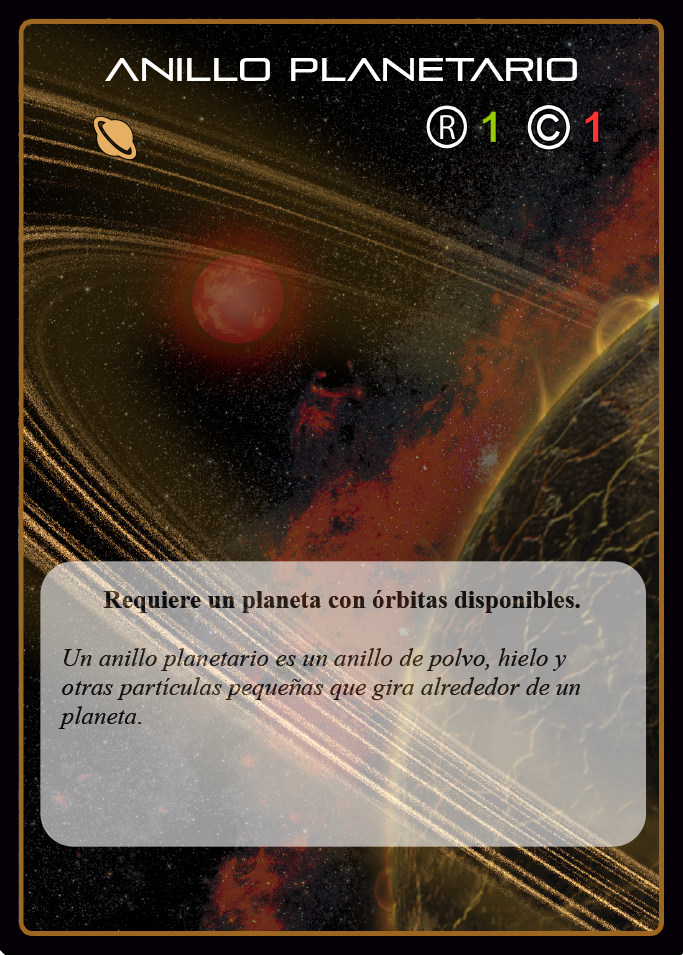 ANILLO PLANETARIO
® 1 © 1
Requiere un planeta con órbitas disponibles.
Un anillo planetario es un anillo de polvo, hielo y
otras partículas pequeñas que gira alrededor de un
planeta.